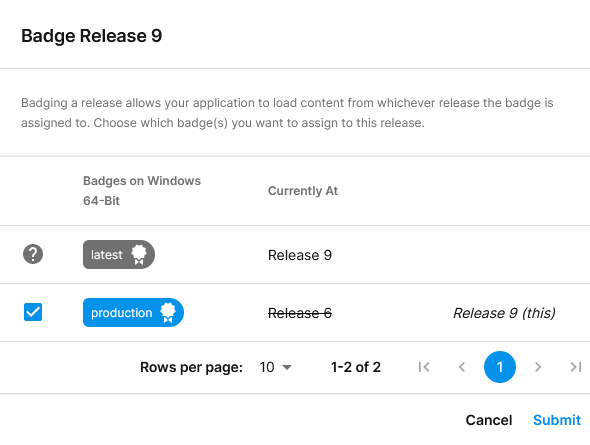 Badge Release 9
Badging a release allows your application to load content from whichever release the badge is
assigned to. Choose which badge(s) you want to assign to this release.
Badges on Windows
64-Bit
Currently At
? latest Release 9
production Release 6 Release 9 (this)
Rows per page: 10 1-2 of 2 1
Cancel Submit